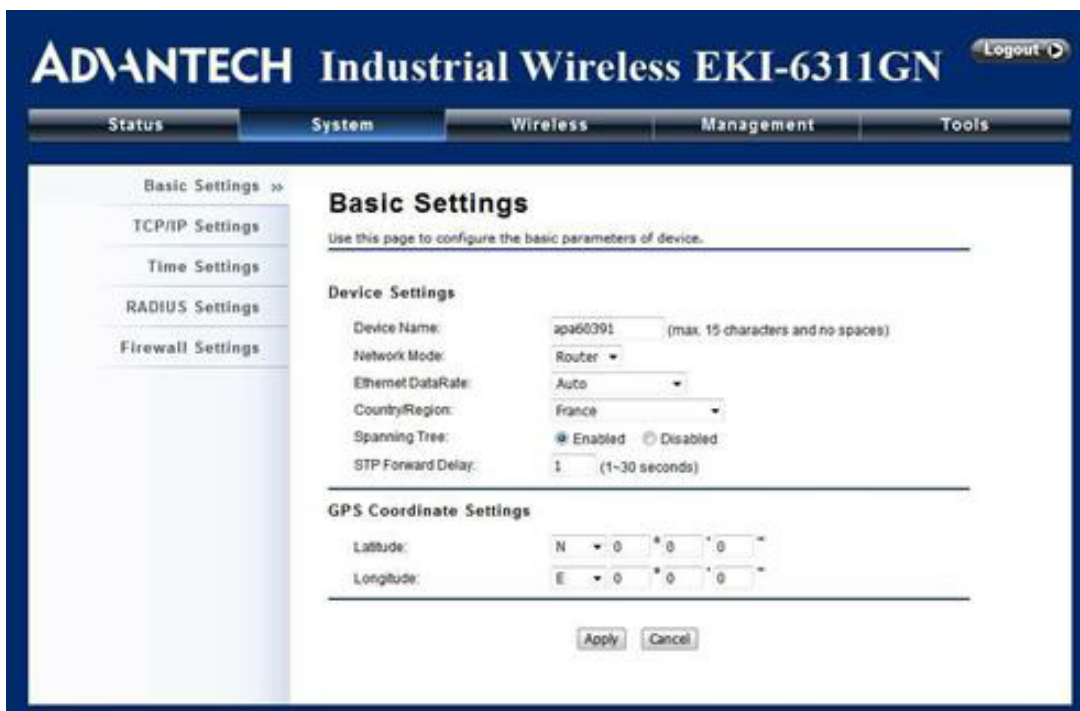 ADVANTECH Industrial Wireless EKI-6311GN Logout
Status System Wireless Management Tools
Basic Settings »
TCP/IP Settings
Time Settings
RADIUS Settings
Firewall Settings
Basic Settings
Use this page to configure the basic parameters of device.
Device Settings
Device Name: apa60391 (max. 15 characters and no spaces)
Network Mode: Router
Ethernet DataRate: Auto
Country/Region: France
Spanning Tree: Enabled Disabled
STP Forward Delay: 1 (1~30 seconds)
GPS Coordinate Settings
Latitude: N 0 ° 0 ' 0 "
Longitude: E 0 ° 0 ' 0 "
Apply Cancel